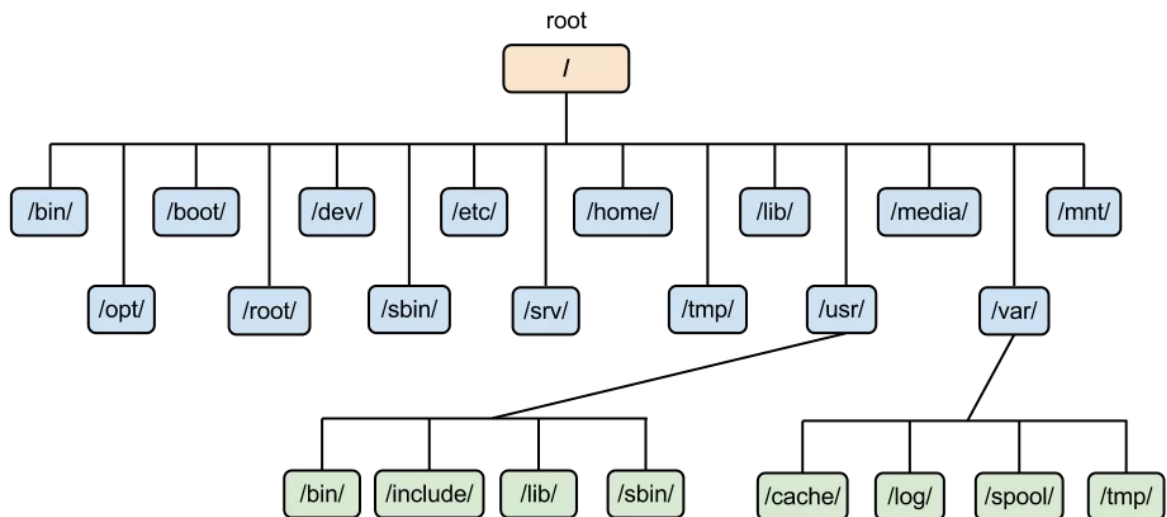 root
/
/bin/ /boot/ /dev/ /etc/ /home/ /lib/ /media/ /mnt/
/opt/ /root/ /sbin/ /srv/ /tmp/ /usr/ /var/
/bin/ /include/ /lib/ /sbin/ /cache/ /log/ /spool/ /tmp/